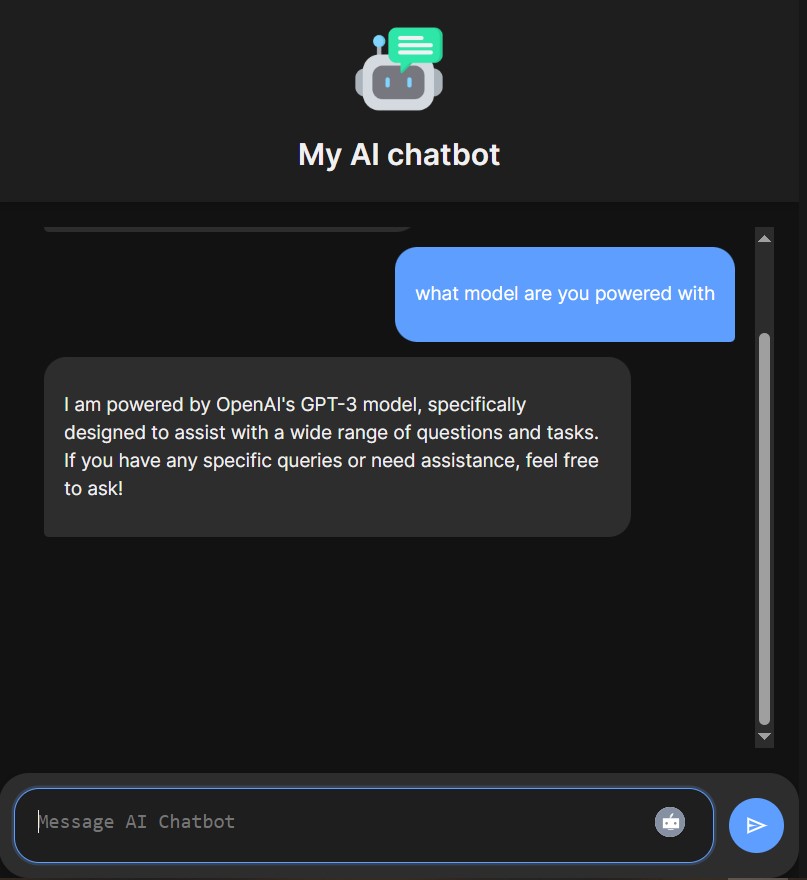 My AI chatbot
what model are you powered with
I am powered by OpenAI's GPT-3 model, specifically
designed to assist with a wide range of questions and tasks.
If you have any specific queries or need assistance, feel free
to ask!
Message AI Chatbot